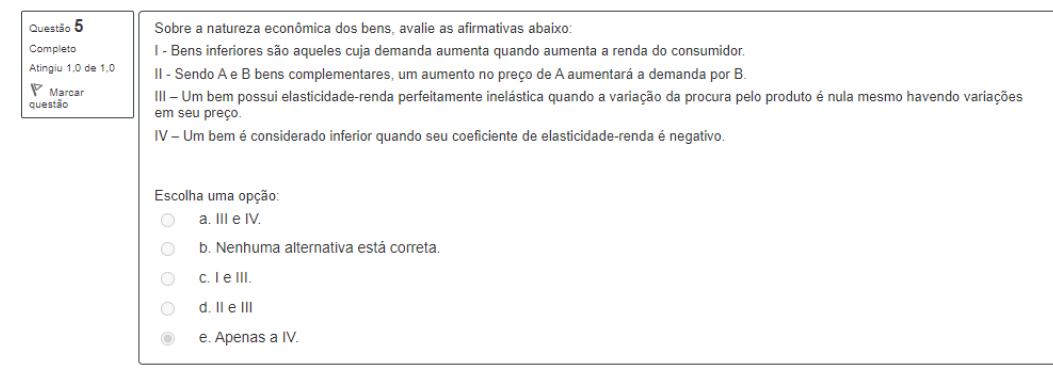 Questão 5
Completo
Atingiu 1,0 de 1,0
Marcar
questão
Sobre a natureza econômica dos bens, avalie as afirmativas abaixo:
I - Bens inferiores são aqueles cuja demanda aumenta quando aumenta a renda do consumidor.
II - Sendo A e B bens complementares, um aumento no preço de A aumentará a demanda por B.
III – Um bem possui elasticidade-renda perfeitamente inelástica quando a variação da procura pelo produto é nula mesmo havendo variações
em seu preço.
IV – Um bem é considerado inferior quando seu coeficiente de elasticidade-renda é negativo.
Escolha uma opção:
a. III e IV.
b. Nenhuma alternativa está correta.
c. I e III.
d. II e III
e. Apenas a IV.